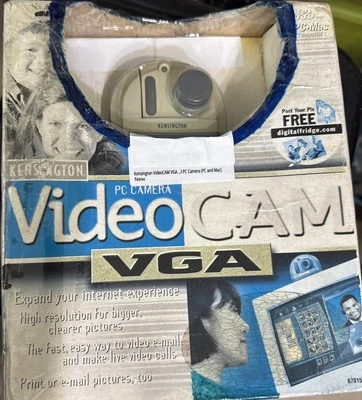 USB
PC-Mac
Post Your Pix
FREE
digitalfridge.com
KENSINGTON
Kensington VideoCAM VGA ...| PC Camera (PC and Mac)
New
KENSINGTON
PC CAMERA
VideoCAM
VGA
Expand your internet experience
High resolution for bigger,
clearer pictures
The fast, easy way to video e-mail
and make live video calls
Print or e-mail pictures, too